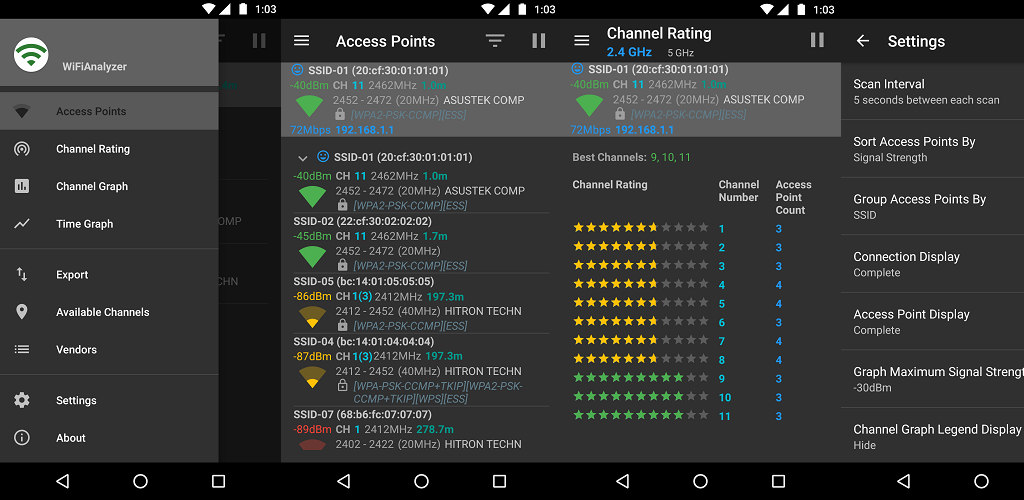 1:03
WiFiAnalyzer
Access Points
Channel Rating
Channel Graph
Time Graph
Export
Available Channels
Vendors
Settings
About
OMP
CHN
1:03
Access Points
SSID-01 (20:cf:30:01:01:01)
-40dBm CH 11 2462MHz 1.0m
2452 - 2472 (20MHz) ASUSTEK COMP
[WPA2-PSK-CCMP][ESS]
72Mbps 192.168.1.1
SSID-01 (20:cf:30:01:01:01)
-40dBm CH 11 2462MHz 1.0m
2452 - 2472 (20MHz) ASUSTEK COMP
[WPA2-PSK-CCMP][ESS]
SSID-02 (22:cf:30:02:02:02)
-45dBm CH 11 2462MHz 1.7m
2452 - 2472 (20MHz)
[WPA2-PSK-CCMP][ESS]
SSID-05 (bc:14:01:05:05:05)
-86dBm CH 1(3) 2412MHz 197.3m
2412 - 2452 (40MHz) HITRON TECHN
[WPA2-PSK-CCMP][ESS]
SSID-04 (bc:14:01:04:04:04)
-87dBm CH 1(3) 2412MHz 197.3m
2412 - 2452 (40MHz) HITRON TECHN
[WPA-PSK-CCMP+TKIP][WPA2-PSK-
CCMP+TKIP][WPS][ESS]
SSID-07 (68:b6:fc:07:07:07)
-89dBm CH 1 2412MHz 278.7m
2402 - 2422 (20MHz) HITRON TECHN
1:03
Channel Rating
2.4 GHz 5 GHz
SSID-01 (20:cf:30:01:01:01)
-40dBm CH 11 2462MHz 1.0m
2452 - 2472 (20MHz) ASUSTEK COMP
[WPA2-PSK-CCMP][ESS]
72Mbps 192.168.1.1
Best Channels: 9, 10, 11
Channel Rating
Channel
Number
Access
Point
Count
1 3
2 3
3 3
4 4
5 4
6 3
7 4
8 4
9 3
10 3
11 3
1:03
Settings
Scan Interval
5 seconds between each scan
Sort Access Points By
Signal Strength
Group Access Points By
SSID
Connection Display
Complete
Access Point Display
Complete
Graph Maximum Signal Strengt
-30dBm
Channel Graph Legend Display
Hide